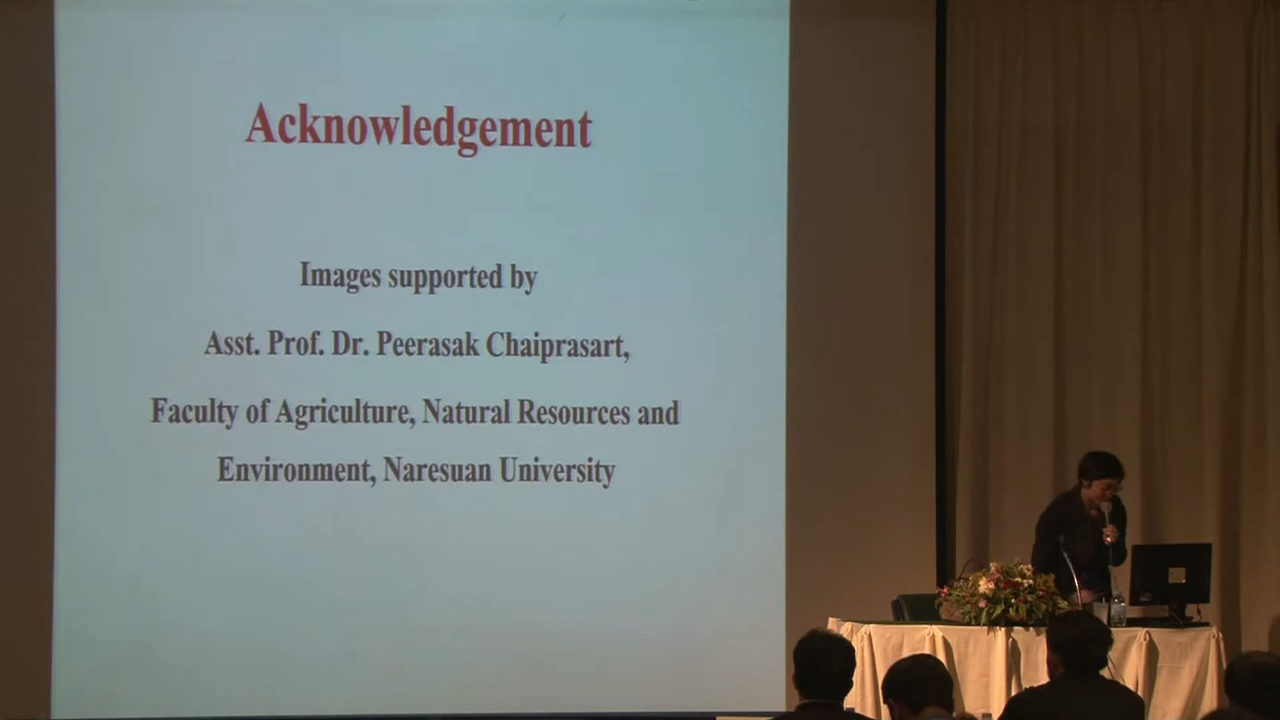 Acknowledgement
Images supported by
Asst. Prof. Dr. Peerasak Chaiprasart,
Faculty of Agriculture, Natural Resources and
Environment, Naresuan University